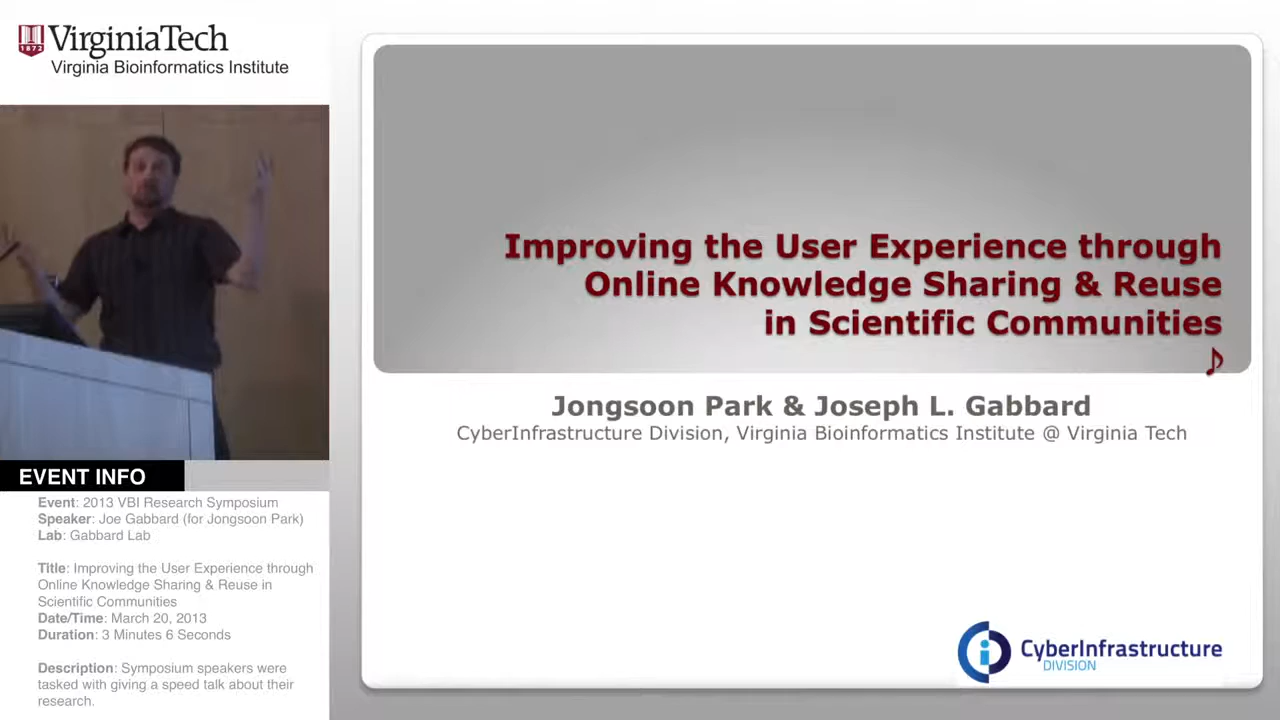 VirginiaTech
1872
Virginia Bioinformatics Institute
EVENT INFO
Event: 2013 VBI Research Symposium
Speaker: Joe Gabbard (for Jongsoon Park)
Lab: Gabbard Lab
Title: Improving the User Experience through
Online Knowledge Sharing & Reuse in
Scientific Communities
Date/Time: March 20, 2013
Duration: 3 Minutes 6 Seconds
Description: Symposium speakers were
tasked with giving a speed talk about their
research.
Improving the User Experience through
Online Knowledge Sharing & Reuse
in Scientific Communities
♪
Jongsoon Park & Joseph L. Gabbard
CyberInfrastructure Division, Virginia Bioinformatics Institute @ Virginia Tech
CyberInfrastructure
DIVISION